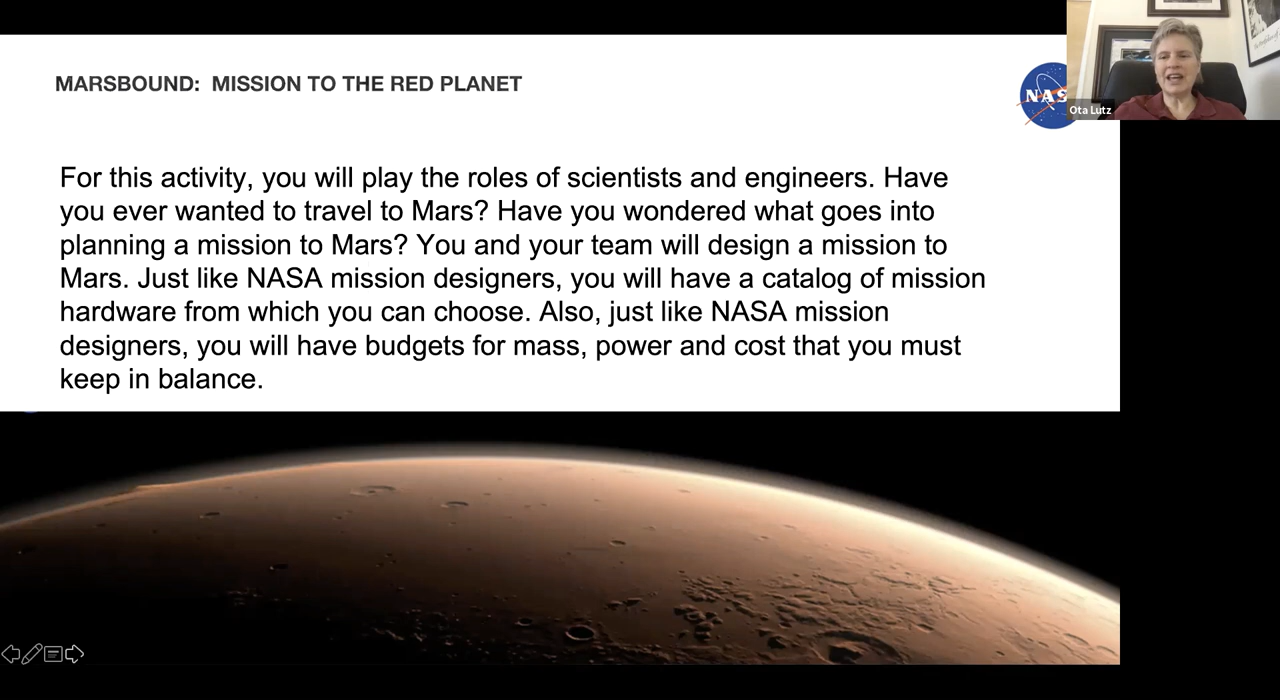 MARSBOUND: MISSION TO THE RED PLANET
NAS
Ota Lutz
For this activity, you will play the roles of scientists and engineers. Have
you ever wanted to travel to Mars? Have you wondered what goes into
planning a mission to Mars? You and your team will design a mission to
Mars. Just like NASA mission designers, you will have a catalog of mission
hardware from which you can choose. Also, just like NASA mission
designers, you will have budgets for mass, power and cost that you must
keep in balance.